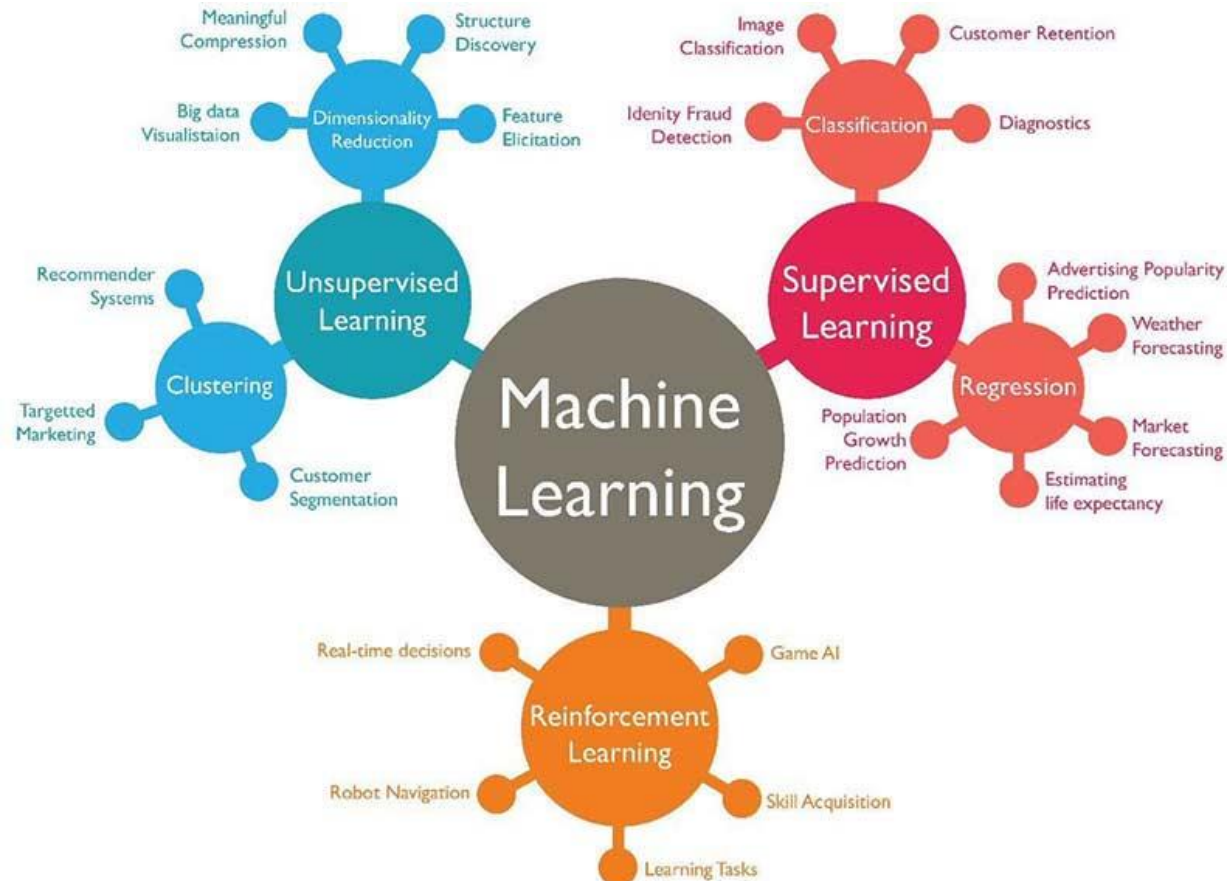 Meaningful
Compression
Structure
Discovery
Big data
Visualistaion
Dimensionality
Reduction
Feature
Elicitation
Image
Classification
Customer Retention
Idenity Fraud
Detection
Classification
Diagnostics
Recommender
Systems
Unsupervised
Learning
Clustering
Targetted
Marketing
Customer
Segmentation
Machine
Learning
Supervised
Learning
Advertising Popularity
Prediction
Weather
Forecasting
Regression
Population
Growth
Prediction
Market
Forecasting
Estimating
life expectancy
Real-time decisions
Game AI
Reinforcement
Learning
Robot Navigation
Skill Acquisition
Learning Tasks